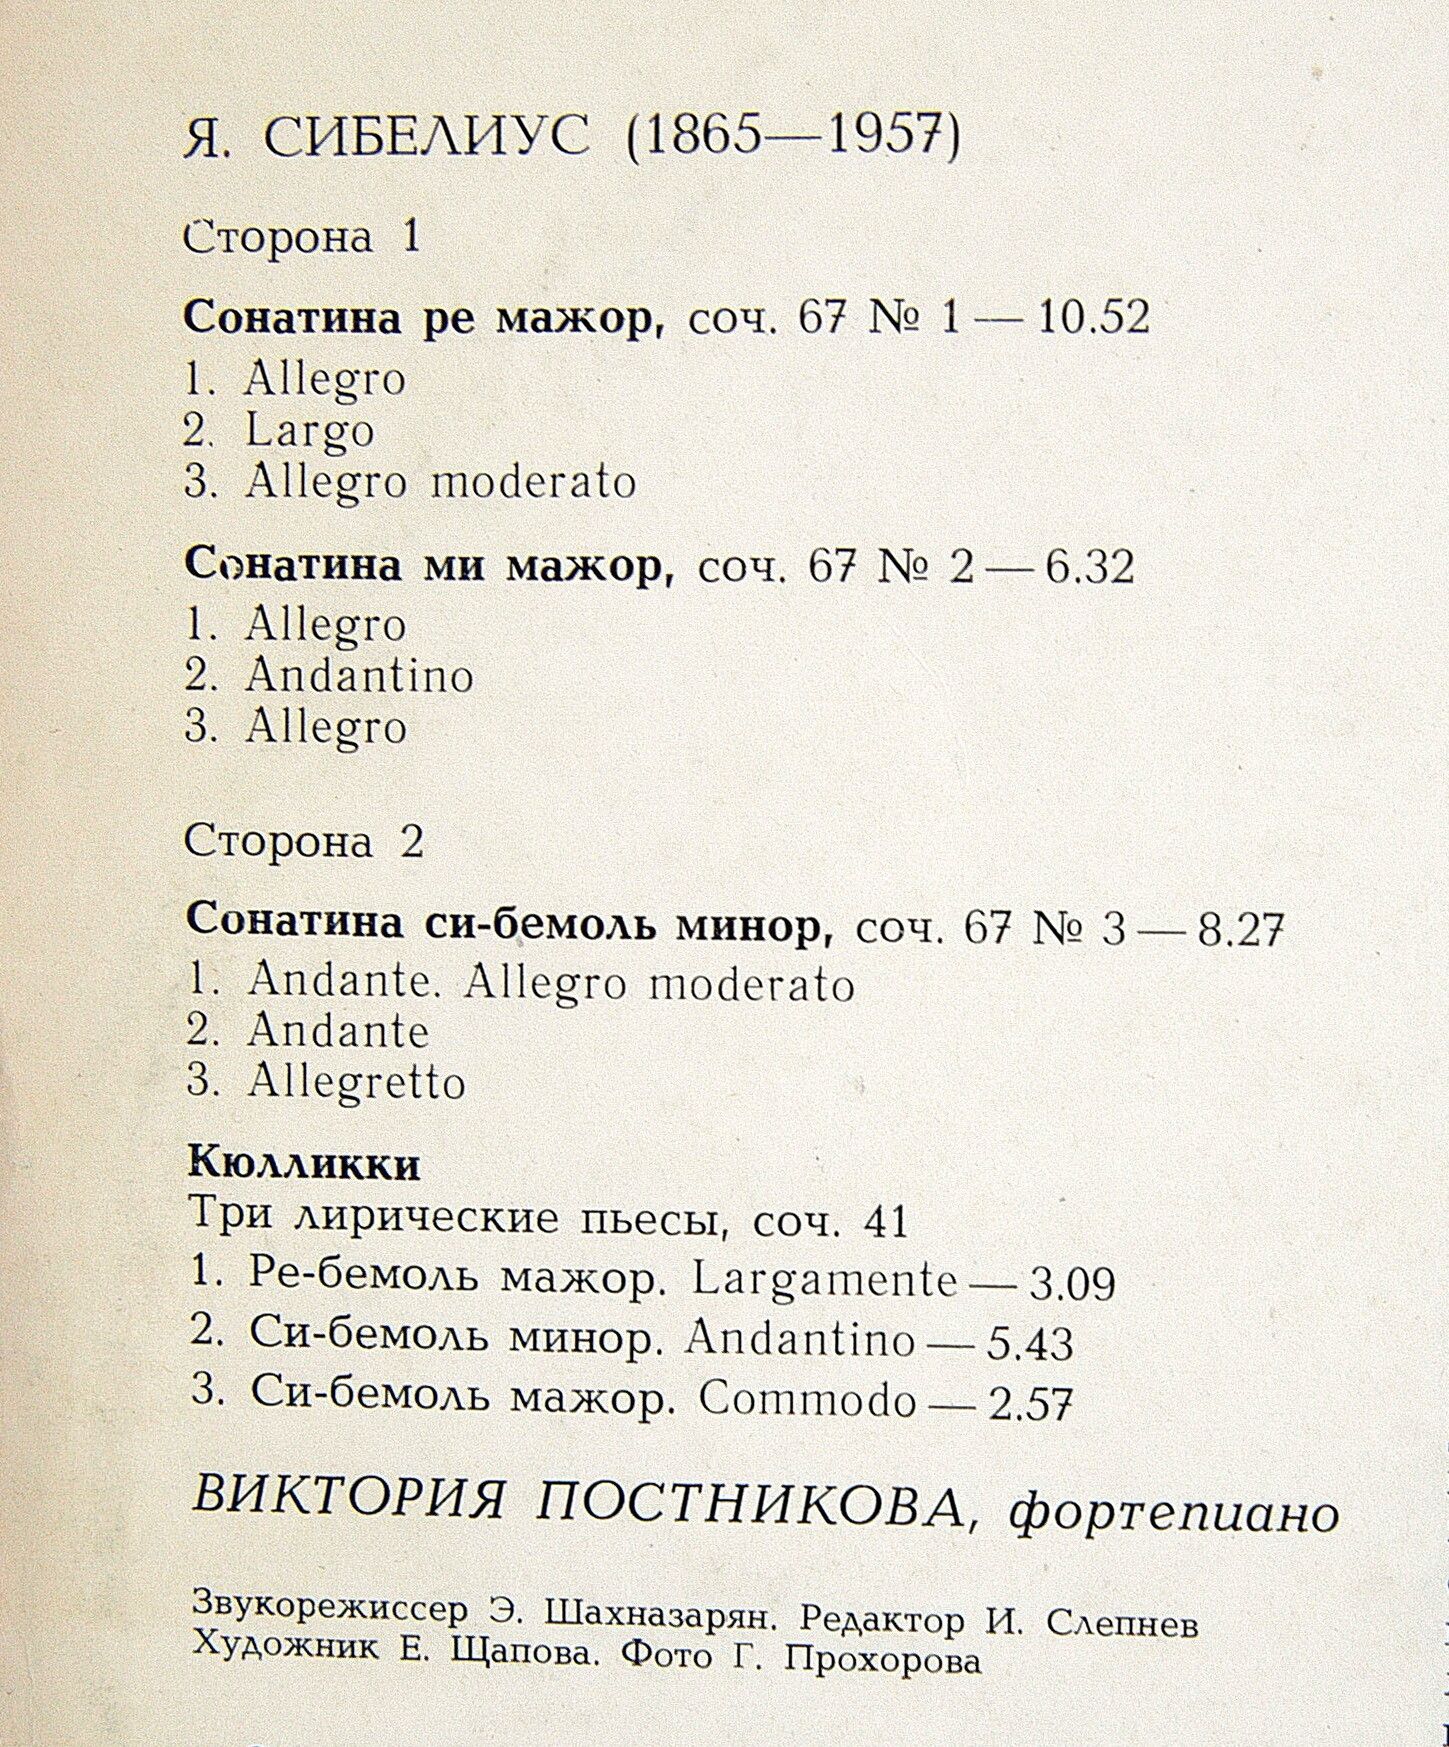 Я. СИБЕЛИУС (1865—1957)
Сторона 1
Сонатина ре мажор, соч. 67 № 1 — 10.52
1. Allegro
2. Largo
3. Allegro moderato
Сонатина ми мажор, соч. 67 № 2 — 6.32
1. Allegro
2. Andantino
3. Allegro
Сторона 2
Сонатина си-бемоль минор, соч. 67 № 3 — 8.27
1. Andante. Allegro moderato
2. Andante
3. Allegretto
Кюлликки
Три лирические пьесы, соч. 41
1. Ре-бемоль мажор. Largamente — 3.09
2. Си-бемоль минор. Andantino — 5.43
3. Си-бемоль мажор. Commodo — 2.57
ВИКТОРИЯ ПОСТНИКОВА, фортепиано
Звукорежиссер Э. Шахназарян. Редактор И. Слепнев
Художник Е. Щапова. Фото Г. Прохорова